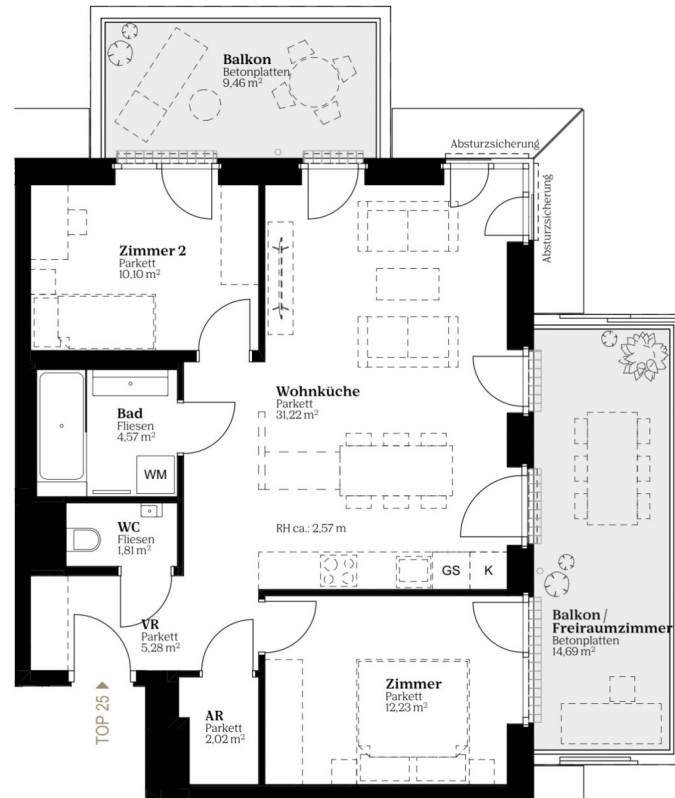 Balkon
Betonplatten
9,46 m²
Absturzsicherung
Absturzsicherung
Zimmer 2
Parkett
10,10 m²
Wohnküche
Parkett
31,22 m²
Bad
Fliesen
4,57 m²
WM
WC
Fliesen
1,81 m²
RH ca.: 2,57 m
GS
K
VR
Parkett
5,28 m²
Balkon /
Freiraumzimmer
Betonplatten
14,69 m²
Zimmer
Parkett
12,23 m²
AR
Parkett
2,02 m²
TOP 25